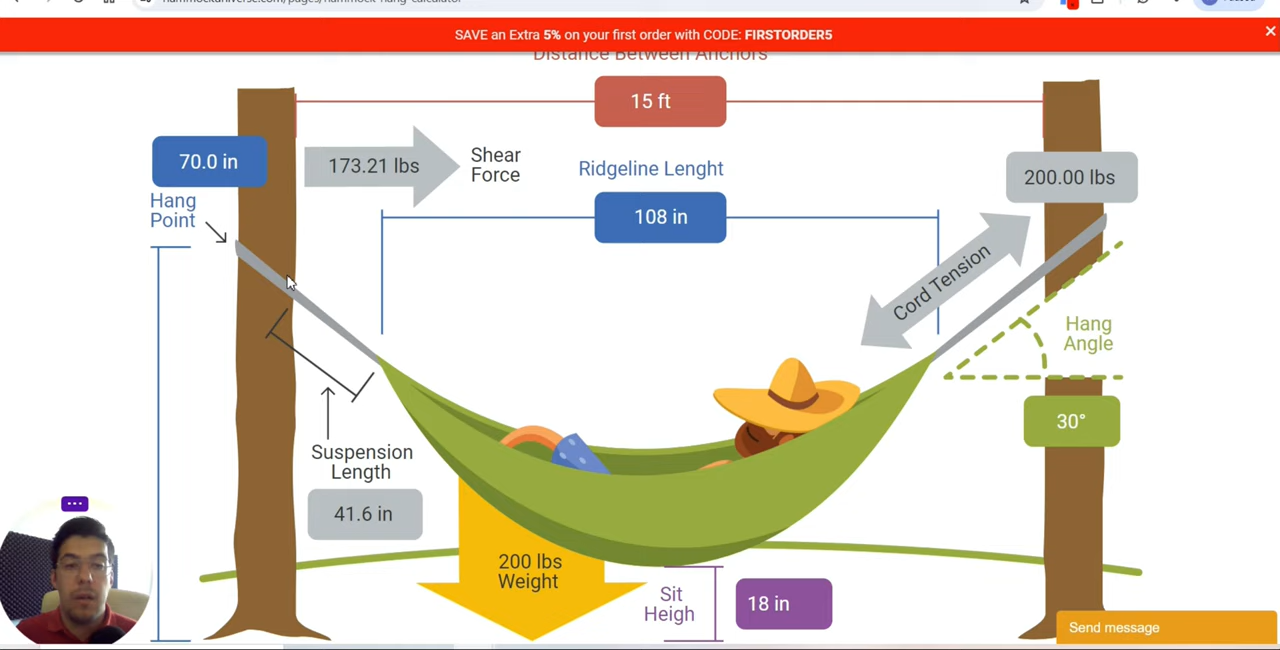 SAVE an Extra 5% on your first order with CODE: FIRSTORDER5
Distance Between Anchors
15 ft
70.0 in
173.21 lbs
Shear
Force
Ridgeline Lenght
108 in
200.00 lbs
Hang
Point
Cord Tension
Hang
Angle
30°
Suspension
Length
41.6 in
200 lbs
Weight
Sit
Heigh
18 in
Send message